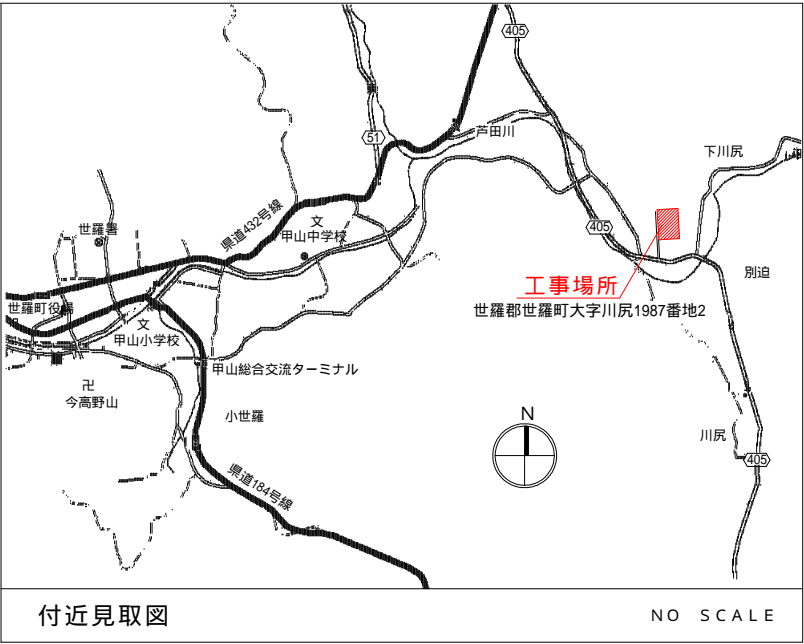 405
51
芦田川
下川尻
県道432号線
文
甲山中学校
世羅署
405
別迫
工事場所
世羅郡世羅町大字川尻1987番地2
世羅町役場
文
甲山小学校
甲山総合交流ターミナル
卍
今高野山
小世羅
N
川尻
405
県道184号線
付近見取図
NO SCALE